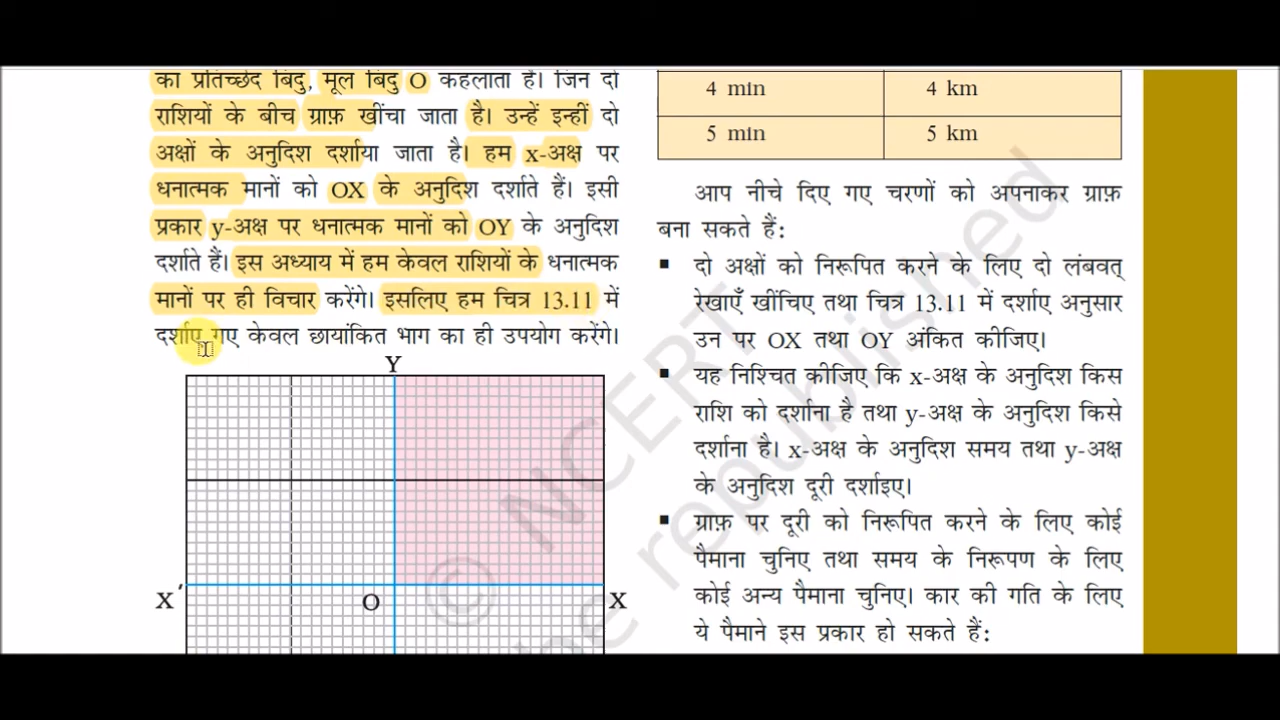 का प्रतिच्छेद बिंदु, मूल बिंदु O कहलाता है। जिन दो
राशियों के बीच ग्राफ़ खींचा जाता है। उन्हें इन्हीं दो
अक्षों के अनुदिश दर्शाया जाता है। हम x-अक्ष पर
धनात्मक मानों को OX के अनुदिश दर्शाते हैं। इसी
प्रकार y-अक्ष पर धनात्मक मानों को OY के अनुदिश
दर्शाते हैं। इस अध्याय में हम केवल राशियों के धनात्मक
मानों पर ही विचार करेंगे। इसलिए हम चित्र 13.11 में
दर्शाए गए केवल छायांकित भाग का ही उपयोग करेंगे।
Y
X′
O
X
4 min 4 km
5 min 5 km
आप नीचे दिए गए चरणों को अपनाकर ग्राफ़
बना सकते हैं:
▪ दो अक्षों को निरूपित करने के लिए दो लंबवत्
रेखाएँ खींचिए तथा चित्र 13.11 में दर्शाए अनुसार
उन पर OX तथा OY अंकित कीजिए।
▪ यह निश्चित कीजिए कि x-अक्ष के अनुदिश किस
राशि को दर्शाना है तथा y-अक्ष के अनुदिश किसे
दर्शाना है। x-अक्ष के अनुदिश समय तथा y-अक्ष
के अनुदिश दूरी दर्शाइए।
▪ ग्राफ़ पर दूरी को निरूपित करने के लिए कोई
पैमाना चुनिए तथा समय के निरूपण के लिए
कोई अन्य पैमाना चुनिए। कार की गति के लिए
ये पैमाने इस प्रकार हो सकते हैं:
© NCERT
be republished